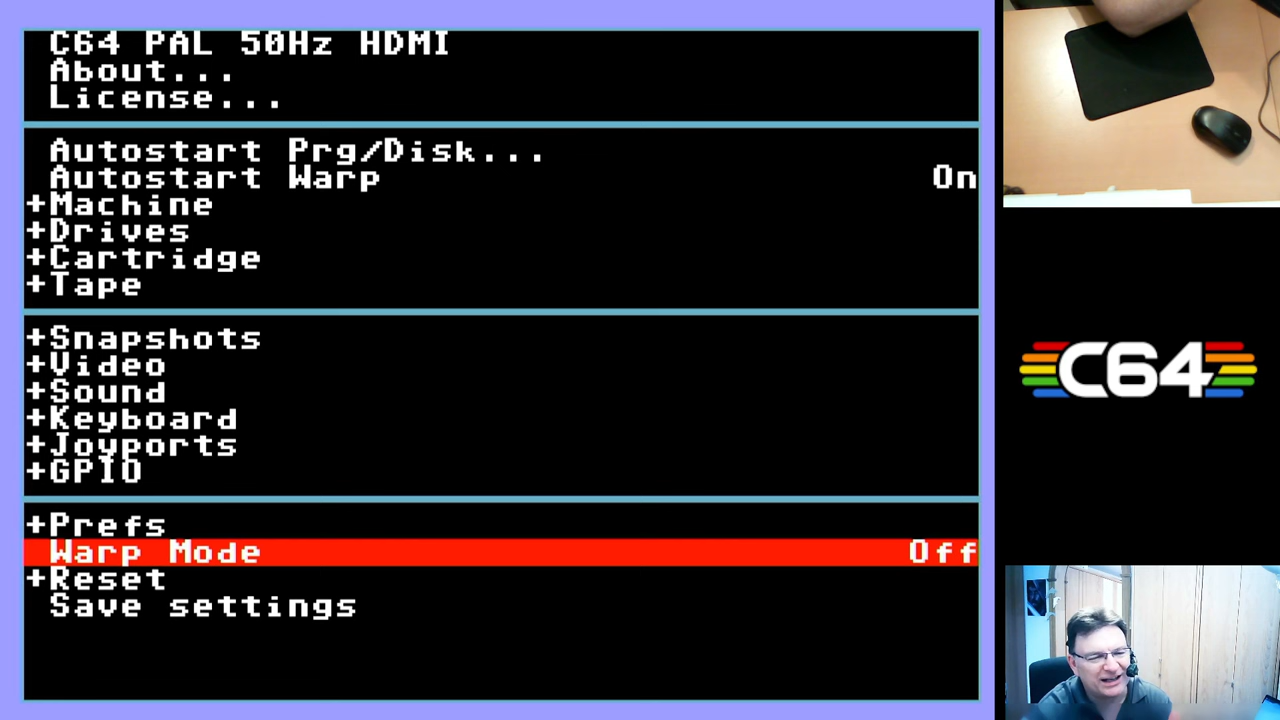 C64 PAL 50Hz HDMI
About...
License...
Autostart Prg/Disk...
Autostart Warp On
+Machine
+Drives
+Cartridge
+Tape
+Snapshots
+Video
+Sound
+Keyboard
+Joyports
+GPIO
+Prefs
Warp Mode Off
+Reset
Save settings
C64